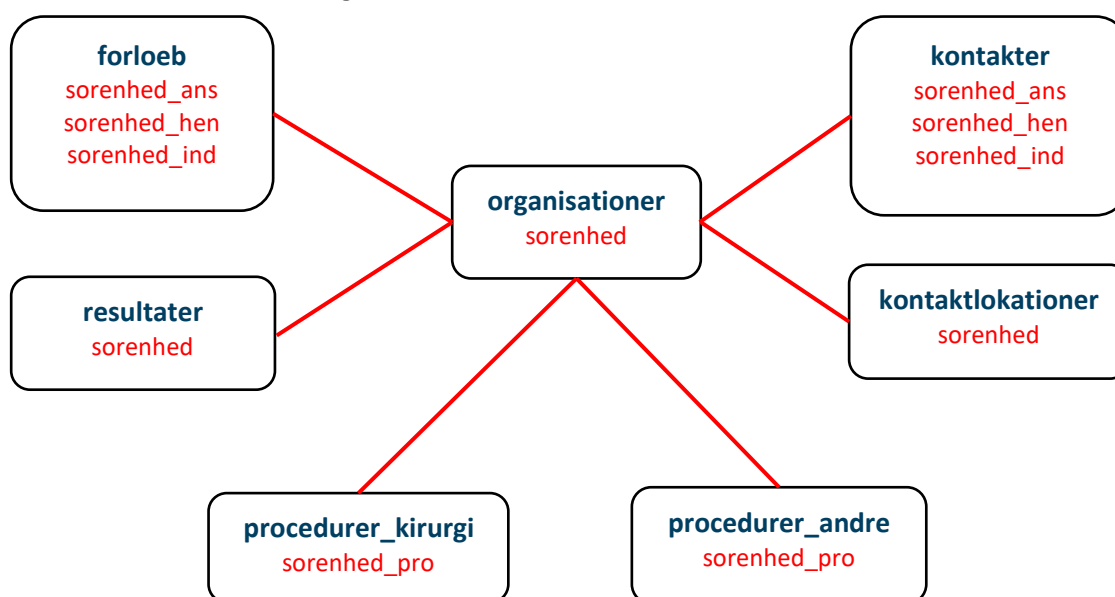 forloeb
sorenhed_ans
sorenhed_hen
sorenhed_ind
kontakter
sorenhed_ans
sorenhed_hen
sorenhed_ind
organisationer
sorenhed
resultater
sorenhed
kontaktlokationer
sorenhed
procedurer_kirurgi
sorenhed_pro
procedurer_andre
sorenhed_pro